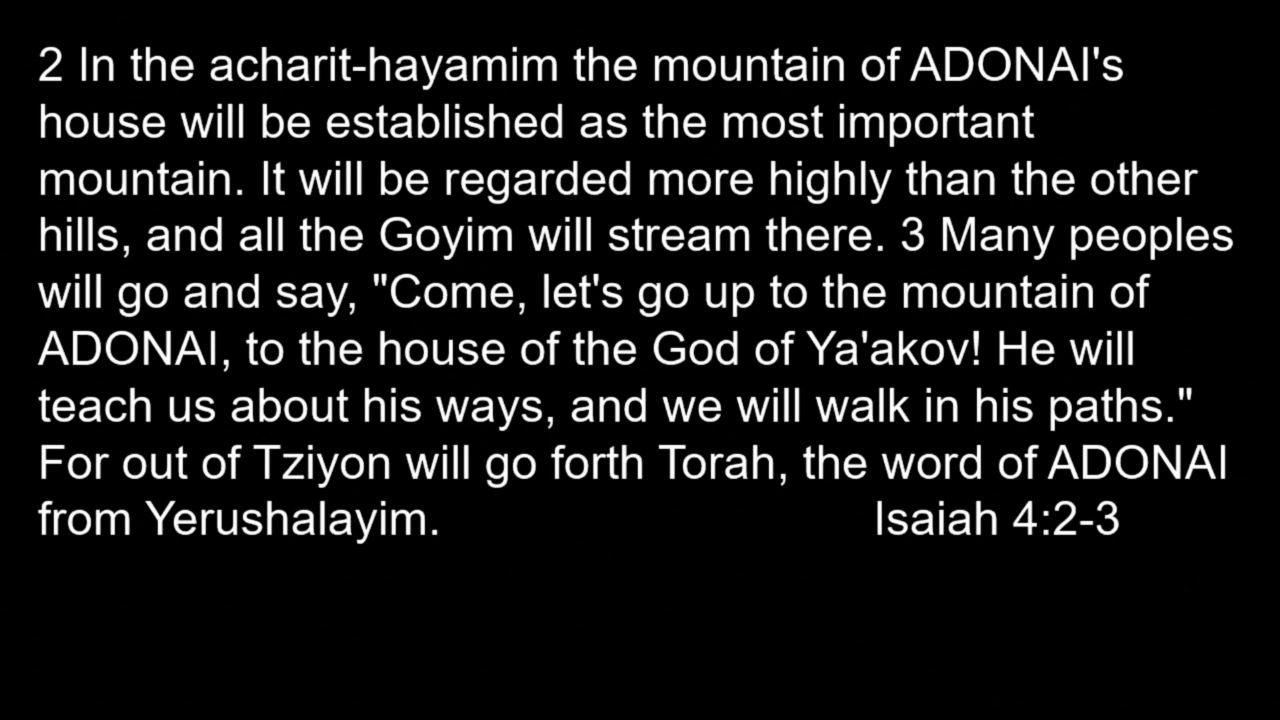 2 In the acharit-hayamim the mountain of ADONAI's
house will be established as the most important
mountain. It will be regarded more highly than the other
hills, and all the Goyim will stream there. 3 Many peoples
will go and say, "Come, let's go up to the mountain of
ADONAI, to the house of the God of Ya'akov! He will
teach us about his ways, and we will walk in his paths."
For out of Tziyon will go forth Torah, the word of ADONAI
from Yerushalayim. Isaiah 4:2-3